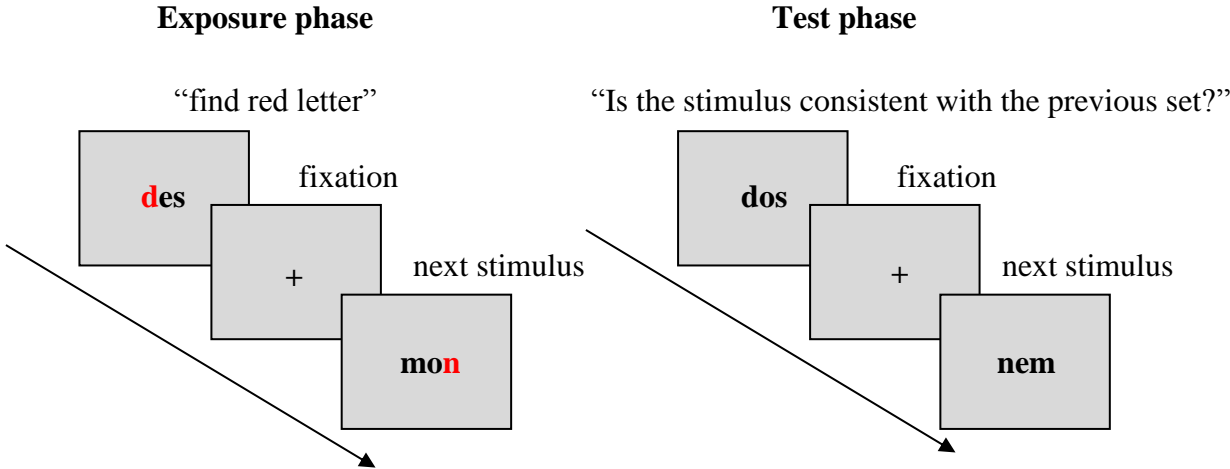 Exposure phase
“find red letter”
des
fixation
+
next stimulus
mon
Test phase
“Is the stimulus consistent with the previous set?”
dos
fixation
+
next stimulus
nem